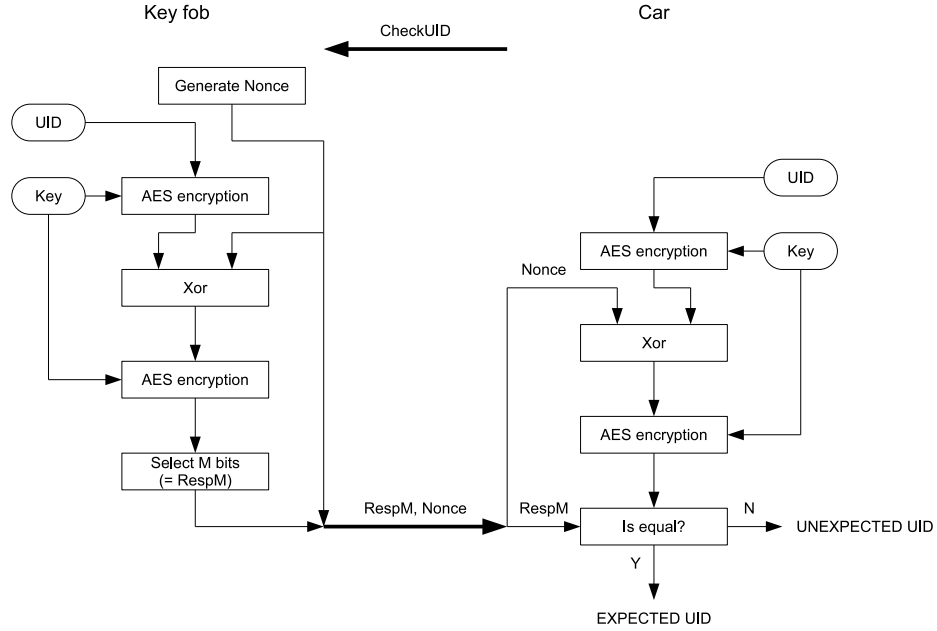 Key fob
Car
CheckUID
Generate Nonce
UID
Key
AES encryption
Xor
AES encryption
Select M bits
(= RespM)
RespM, Nonce
UID
AES encryption
Key
Nonce
Xor
AES encryption
RespM
Is equal?
N
UNEXPECTED UID
Y
EXPECTED UID